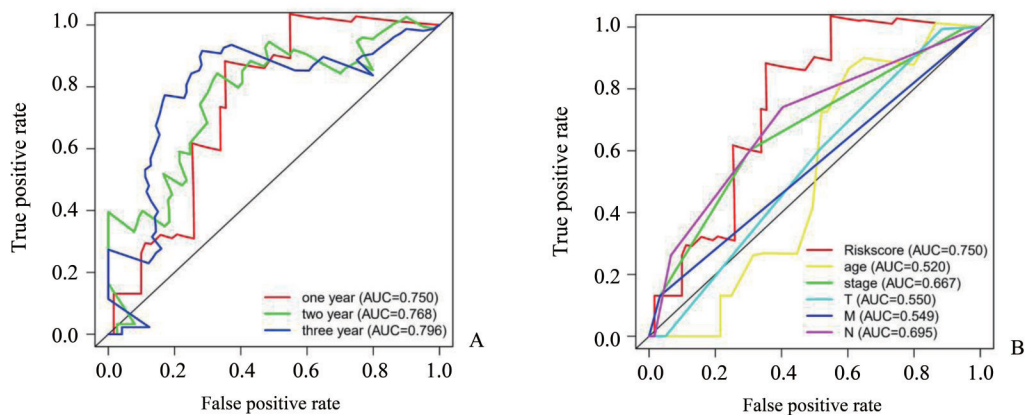 1.0
0.8
0.6
0.4
0.2
0.0
True positive rate
0.0 0.2 0.4 0.6 0.8 1.0
False positive rate
one year (AUC=0.750)
two year (AUC=0.768)
three year (AUC=0.796)
A
1.0
0.8
0.6
0.4
0.2
0.0
True positive rate
0.0 0.2 0.4 0.6 0.8 1.0
False positive rate
Riskscore (AUC=0.750)
age (AUC=0.520)
stage (AUC=0.667)
T (AUC=0.550)
M (AUC=0.549)
N (AUC=0.695)
B